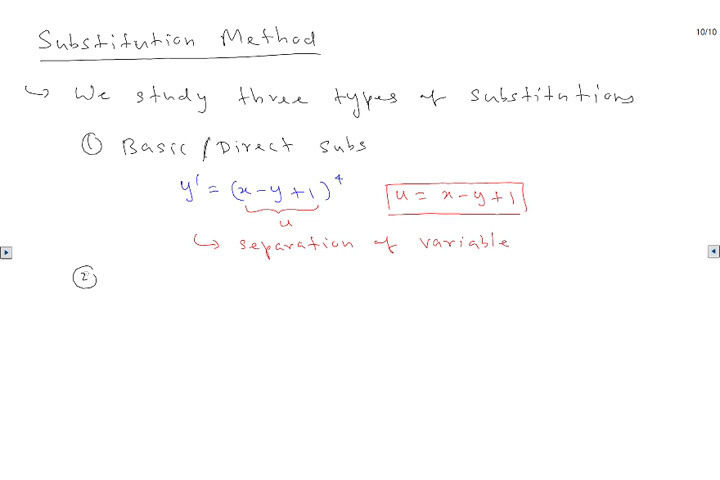 10/10
Substitution Method
↳ We study three types of substitutions
① Basic / Direct subs
y' = (x - y + 1)⁴ u = x - y + 1
u
↳ separation of variable
②